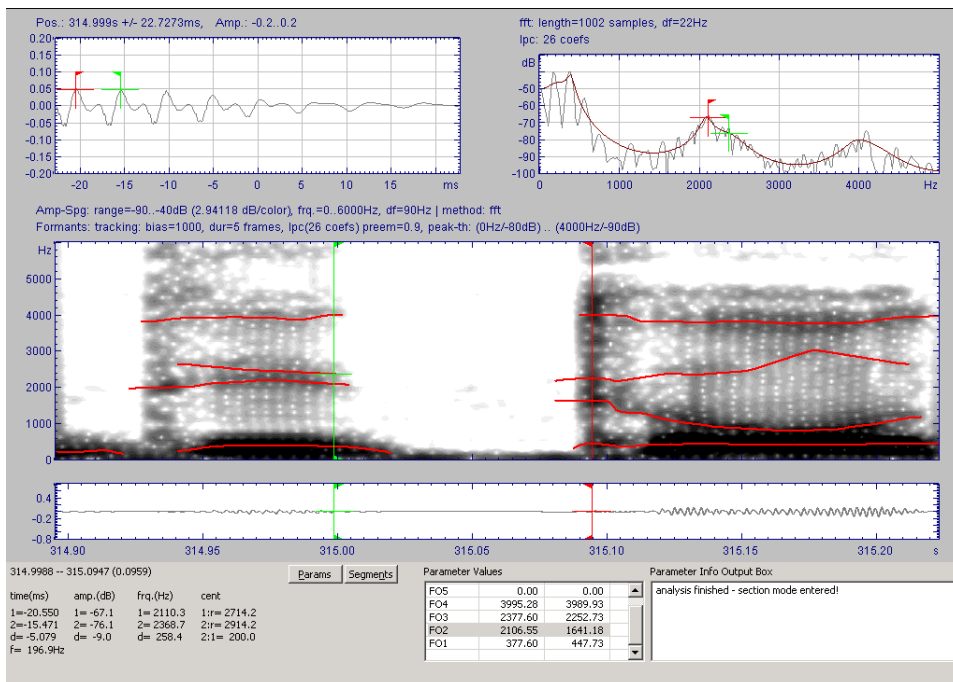 Pos.: 314.999s +/- 22.7273ms,   Amp.: -0.2..0.2
0.20
0.15
0.10
0.05
0.00
-0.05
-0.10
-0.15
-0.20
-20 -15 -10 -5 0 5 10 15 20 ms
fft: length=1002 samples, df=22Hz
lpc: 26 coefs
dB
-50
-60
-70
-80
-90
-100
0 1000 2000 3000 4000 Hz
Amp-Spg: range=-90..-40dB (2.94118 dB/color), frq.=0..6000Hz, df=90Hz | method: fft
Formants: tracking: bias=1000, dur=5 frames, lpc(26 coefs) preem=0.9, peak-th: (0Hz/-80dB) .. (4000Hz/-90dB)
Hz
5000
4000
3000
2000
1000
0
0.4
-0.2
-0.8
314.90 314.95 315.00 315.05 315.10 315.15 315.20 s
314.9988 -- 315.0947 (0.0959)
Params Segments
time(ms) amp.(dB) frq.(Hz) cent
1=-20.550 1= -67.1 1= 2110.3 1:r= 2714.2
2=-15.471 2= -76.1 2= 2368.7 2:r= 2914.2
d= -5.079 d= -9.0 d= 258.4 2:1= 200.0
f= 196.9Hz
Parameter Values
FO5 0.00 0.00
FO4 3995.28 3989.93
FO3 2377.60 2252.73
FO2 2106.55 1641.18
FO1 377.60 447.73
Parameter Info Output Box
analysis finished - section mode entered!